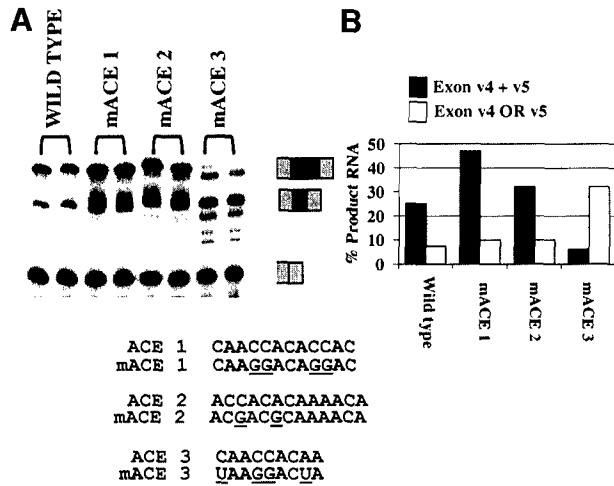 A
WILD TYPE
mACE 1
mACE 2
mACE 3
B
Exon v4 + v5
Exon v4 OR v5
% Product RNA
50
40
30
20
10
0
Wild type
mACE 1
mACE 2
mACE 3
ACE 1 CAACCACACCAC
mACE 1 CAAGGACAGGAC
ACE 2 ACCACACAAAACA
mACE 2 ACGACGCAAAACA
ACE 3 CAACCACAA
mACE 3 UAAGGACUA